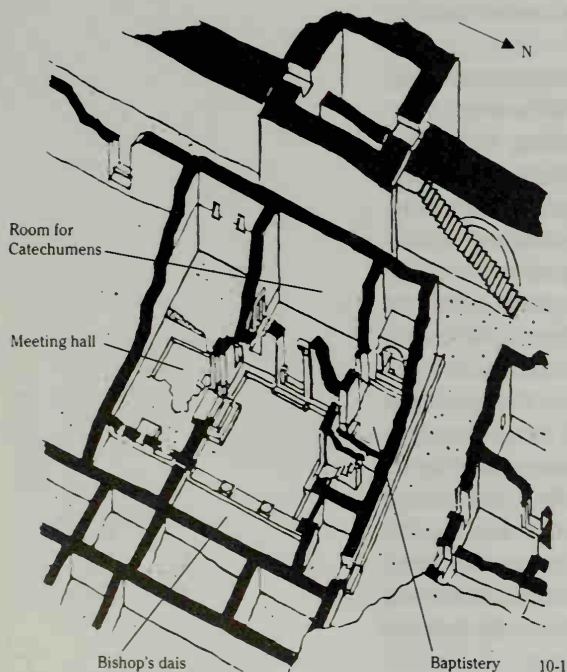 N
Room for
Catechumens
Meeting hall
Bishop's dais
Baptistery
10-1